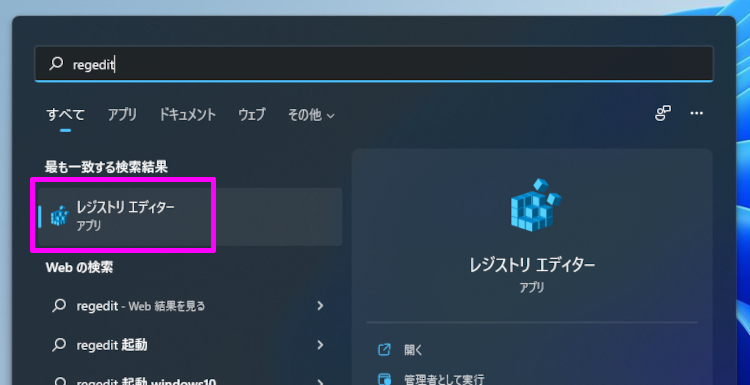 regedit
すべて アプリ ドキュメント ウェブ その他
最も一致する検索結果
レジストリ エディター
アプリ
Web の検索
regedit - Web 結果を見る
regedit 起動
regedit 起動 windows10
レジストリ エディター
アプリ
開く
管理者として実行